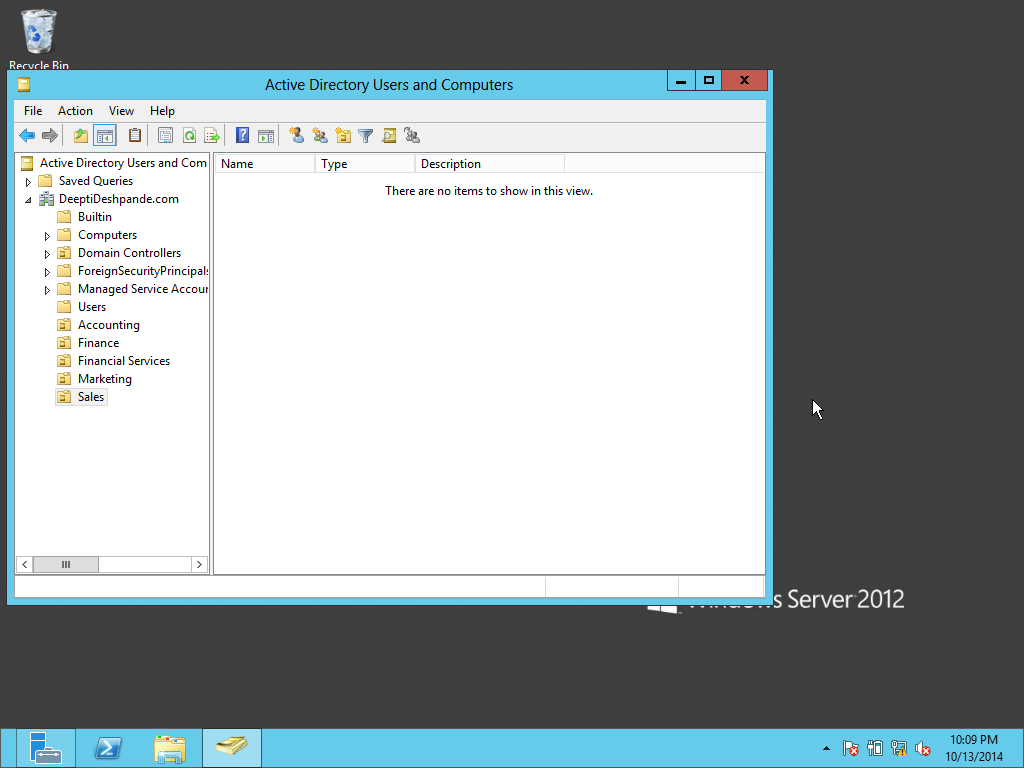 Recycle Bin
Active Directory Users and Computers
File Action View Help
Active Directory Users and Com
Saved Queries
DeeptiDeshpande.com
Builtin
Computers
Domain Controllers
ForeignSecurityPrincipals
Managed Service Accour
Users
Accounting
Finance
Financial Services
Marketing
Sales
Name Type Description
There are no items to show in this view.
Windows Server 2012
10:09 PM
10/13/2014